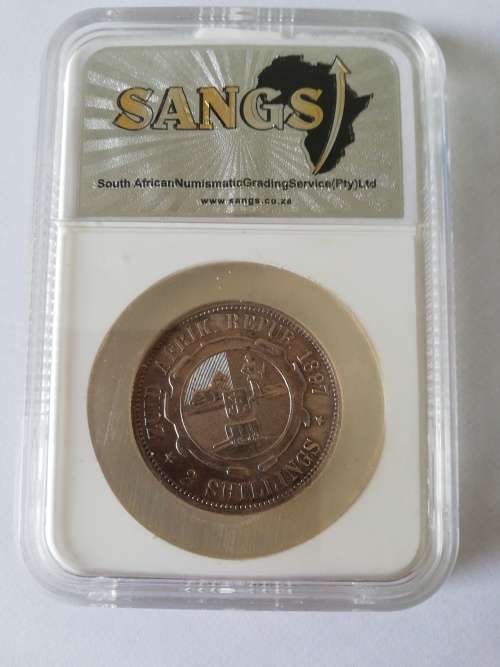 SANGS
South AfricanNumismaticGradingService(Pty)Ltd
www.sangs.co.za
ZUID AFRIK. REPUB. 1897
2 SHILLINGS